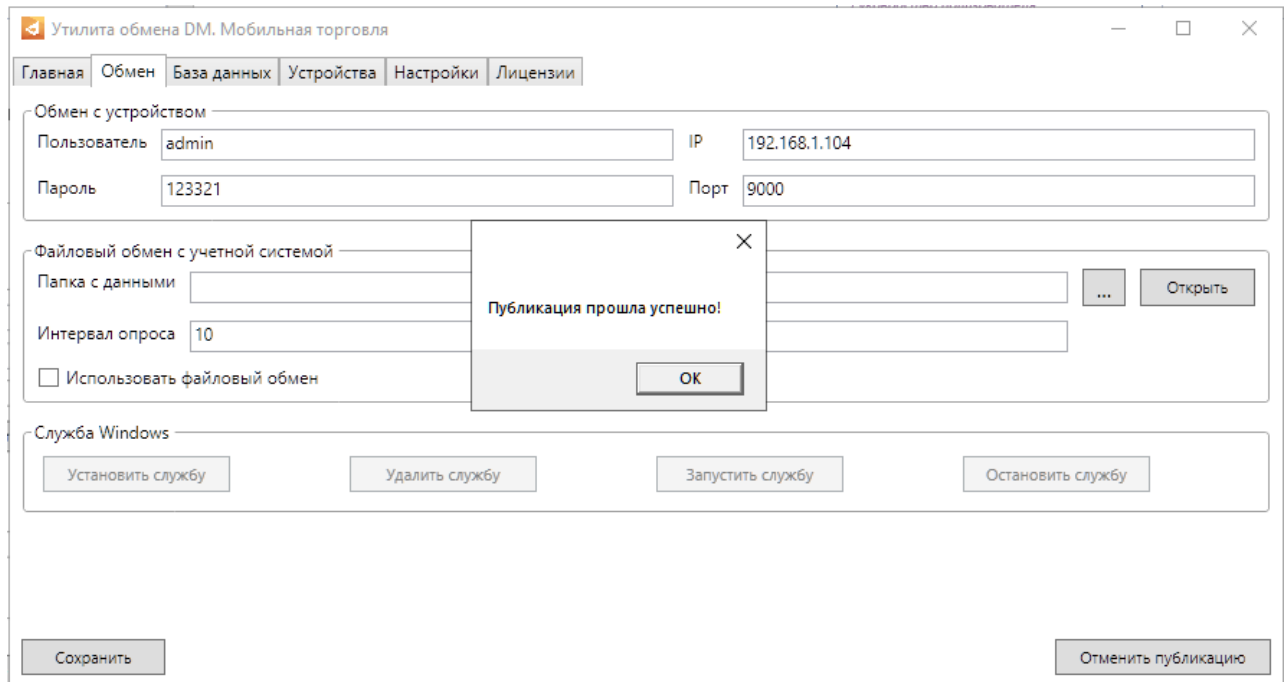 Утилита обмена DM. Мобильная торговля
Главная Обмен База данных Устройства Настройки Лицензии
Обмен с устройством
Пользователь admin IP 192.168.1.104
Пароль 123321 Порт 9000
Файловый обмен с учетной системой
Папка с данными ... Открыть
Публикация прошла успешно!
Интервал опроса 10
Использовать файловый обмен
ОК
Служба Windows
Установить службу Удалить службу Запустить службу Остановить службу
Сохранить Отменить публикацию